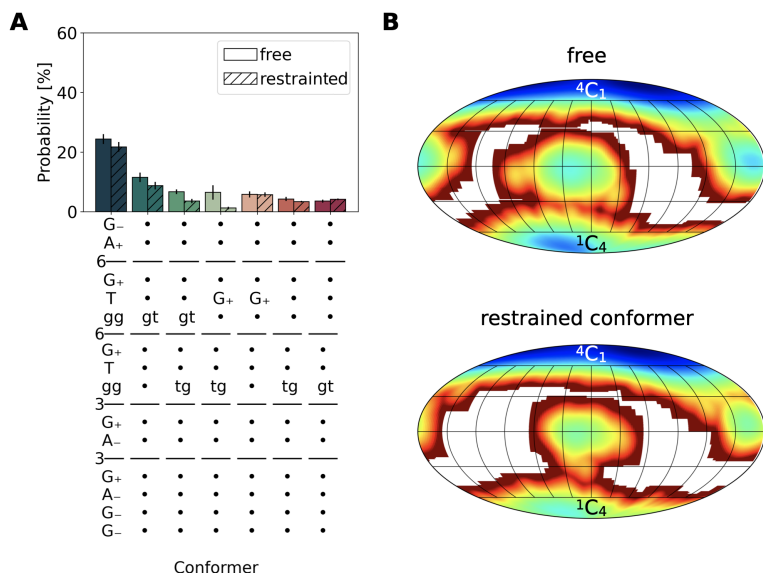 A
B
Probability [%]
60
40
20
0
free
restrainted
G₋ • • • • • •
A₊ • • • • • •
6
G₊ • • • • • •
T • • G₊ G₊ • •
gg gt gt • • • •
6
G₊ • • • • • •
T • • • • • •
gg • tg tg • tg gt
3
G₊ • • • • • •
A₋ • • • • • •
3
G₊ • • • • • •
A₋ • • • • • •
G₋ • • • • • •
G₋ • • • • • •
Conformer
free
⁴C₁
¹C₄
restrained conformer
⁴C₁
¹C₄